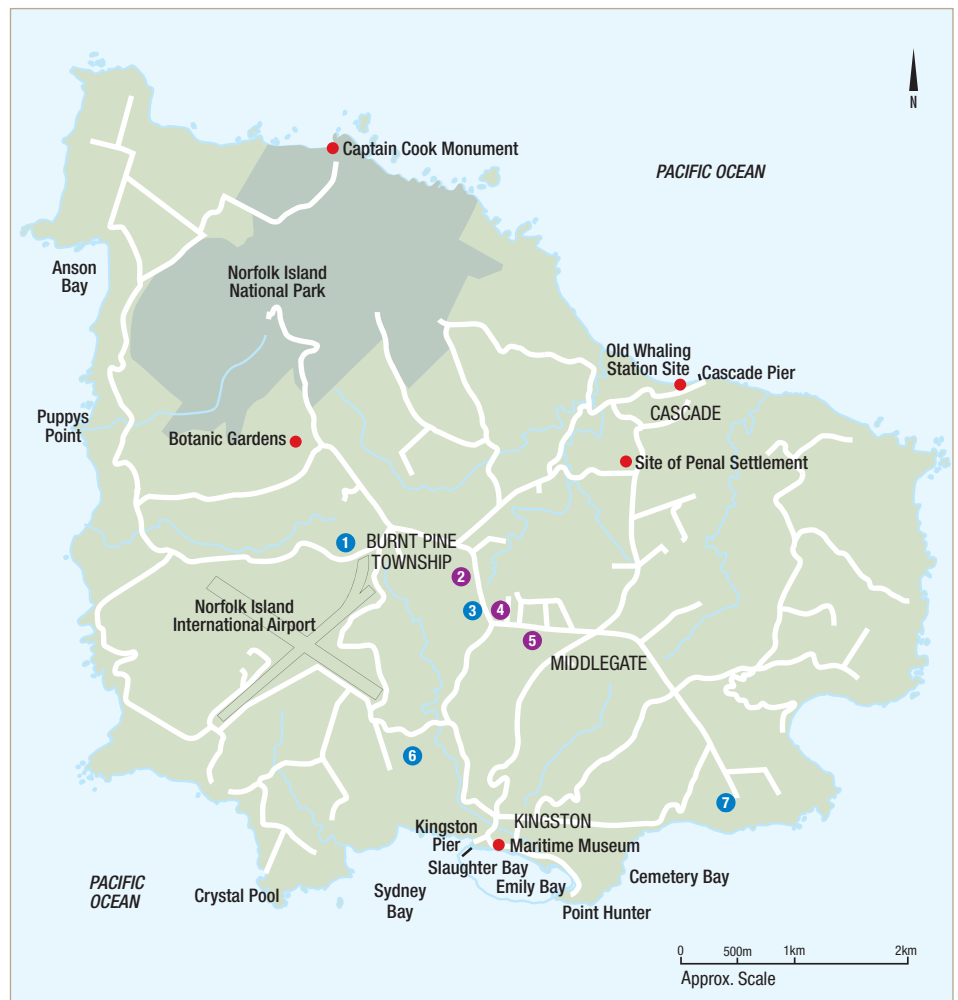 N
Captain Cook Monument
PACIFIC OCEAN
Anson
Bay
Norfolk Island
National Park
Old Whaling
Station Site
Cascade Pier
CASCADE
Puppys
Point
Botanic Gardens
Site of Penal Settlement
1
BURNT PINE
TOWNSHIP
2
Norfolk Island
International Airport
3
4
5
MIDDLEGATE
6
7
KINGSTON
Kingston
Pier
Maritime Museum
Slaughter Bay
Emily Bay
Cemetery Bay
PACIFIC
OCEAN
Crystal Pool
Sydney
Bay
Point Hunter
0 500m 1km 2km
Approx. Scale